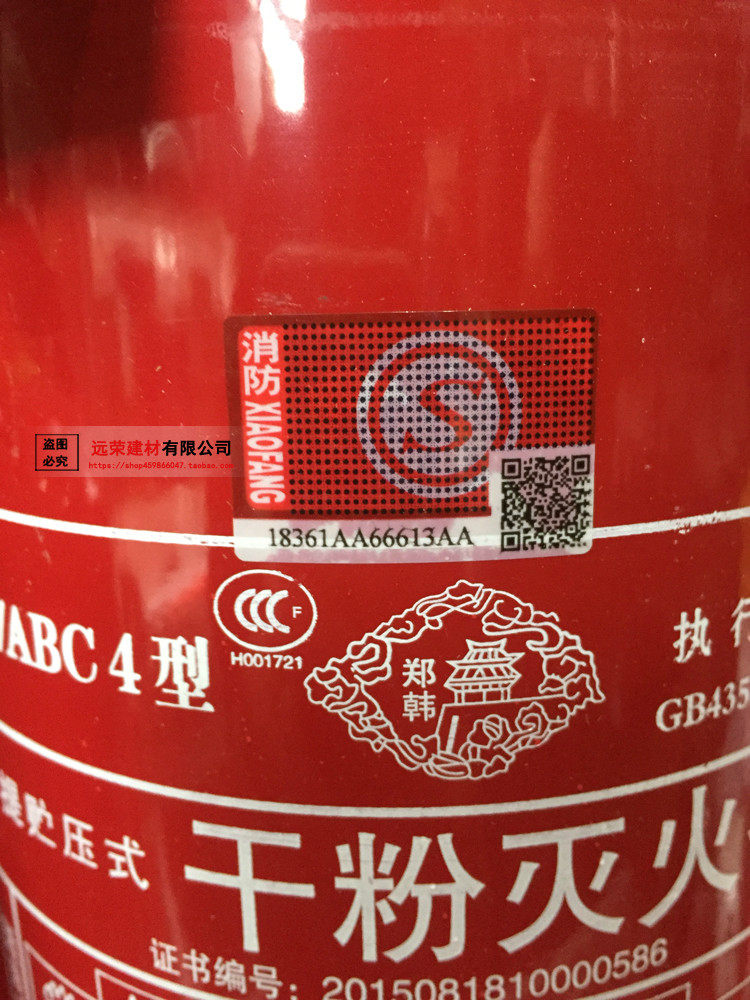 消防 XIAOFANG
S
盗图
必究
远荣建材有限公司
https://shop459866047.taobao.com
18361AA66613AA
CCC F
H001721
ABC 4型
郑韩
执行
GB435
贮压式
干粉灭火
证书编号：2015081810000586